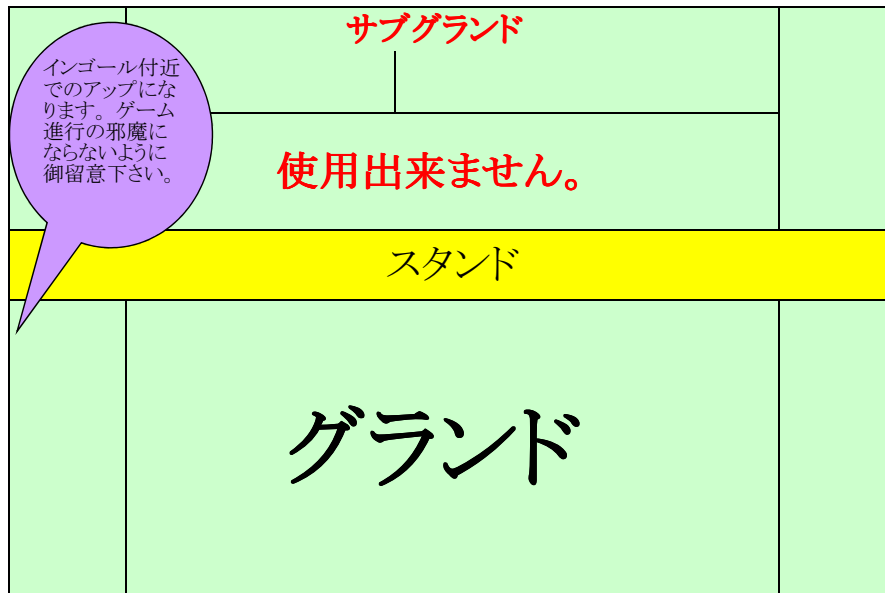 サブグランド
インゴール付近
でのアップにな
ります。ゲーム
進行の邪魔に
ならないように
御留意下さい。
使用出来ません。
スタンド
グランド